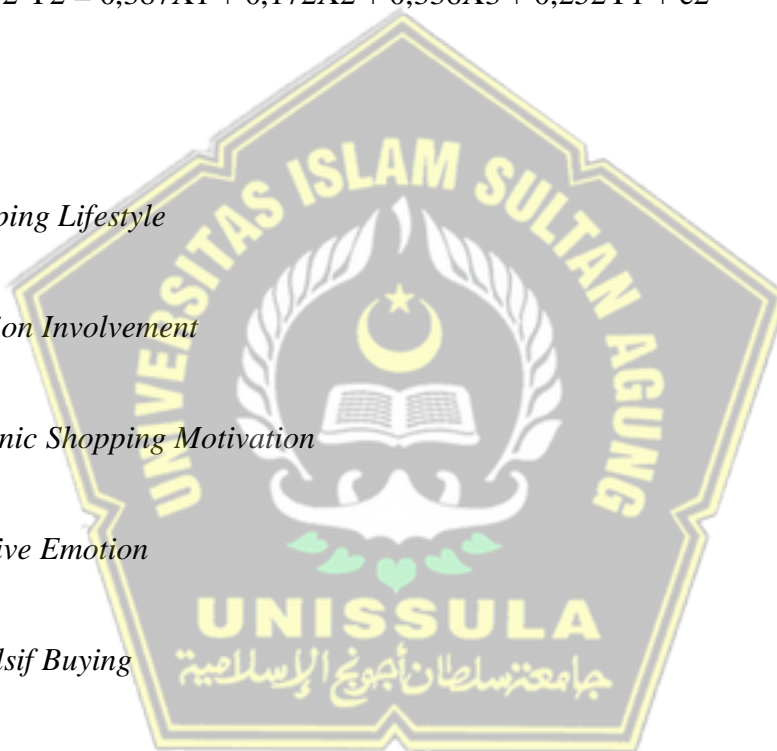 ping Lifestyle
ion Involvement
nic Shopping Motivation
ive Emotion
lsif Buying
UNIVERSITAS ISLAM SULTAN AGUNG
UNISSULA
جامعة سلطان أجونج الإسلامية